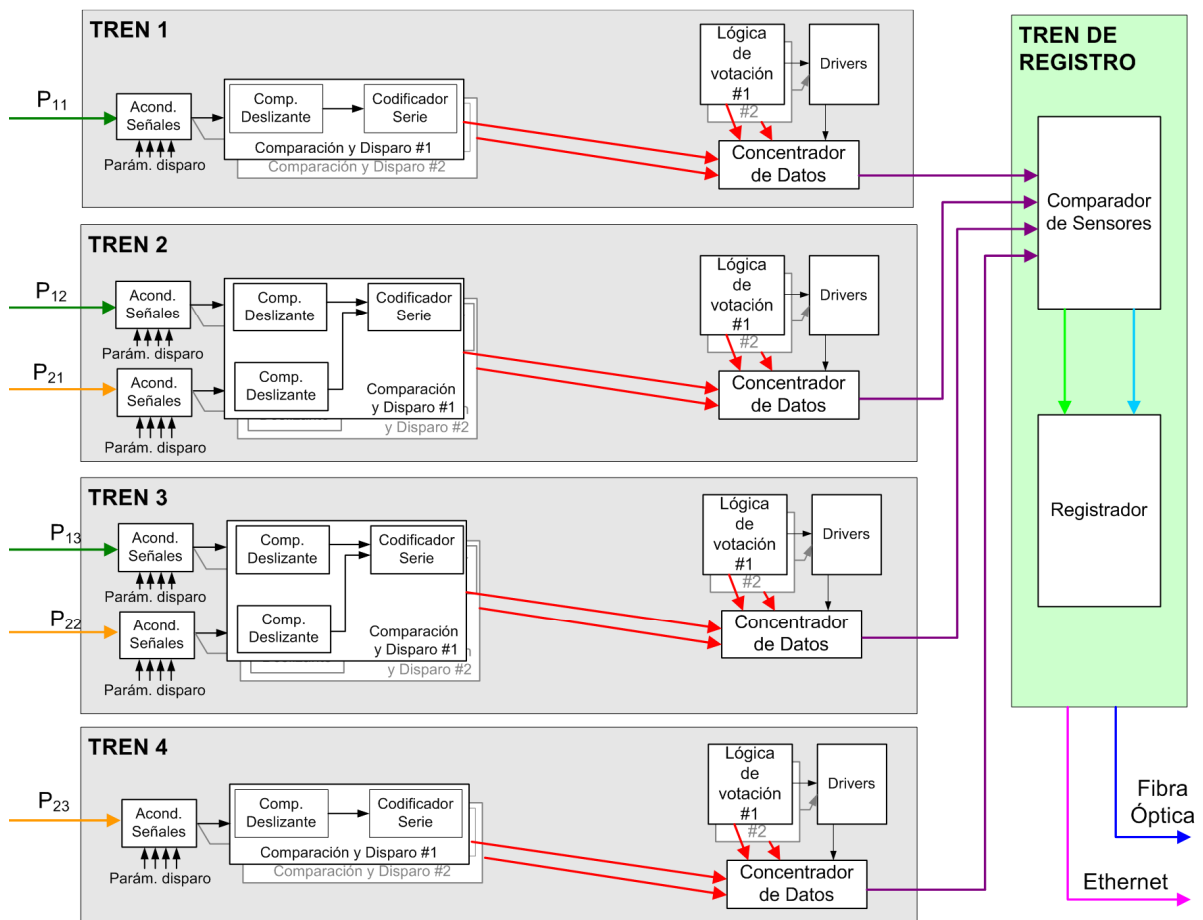 TREN 1
P11
Acond.
Señales
Parám. disparo
Comp.
Deslizante
Codificador
Serie
Comparación y Disparo #1
Comparación y Disparo #2
Lógica
de
votación
#1
#2
Drivers
Concentrador
de Datos
TREN 2
P12
Acond.
Señales
Parám. disparo
P21
Acond.
Señales
Parám. disparo
Comp.
Deslizante
Codificador
Serie
Comp.
Deslizante
Comparación
y Disparo #1
y Disparo #2
Lógica
de
votación
#1
#2
Drivers
Concentrador
de Datos
TREN 3
P13
Acond.
Señales
Parám. disparo
P22
Acond.
Señales
Parám. disparo
Comp.
Deslizante
Codificador
Serie
Comp.
Deslizante
Comparación
y Disparo #1
y Disparo #2
Lógica
de
votación
#1
#2
Drivers
Concentrador
de Datos
TREN 4
P23
Acond.
Señales
Parám. disparo
Comp.
Deslizante
Codificador
Serie
Comparación y Disparo #1
Comparación y Disparo #2
Lógica
de
votación
#1
#2
Drivers
Concentrador
de Datos
TREN DE
REGISTRO
Comparador
de Sensores
Registrador
Fibra
Óptica
Ethernet